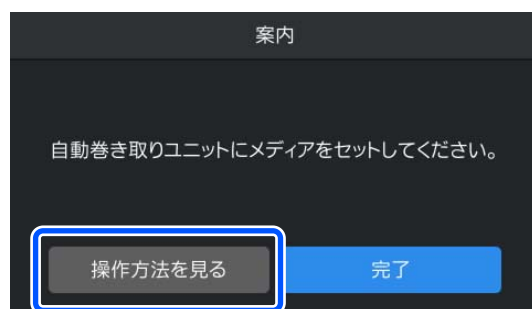 案内
自動巻き取りユニットにメディアをセットしてください。
操作方法を見る
完了